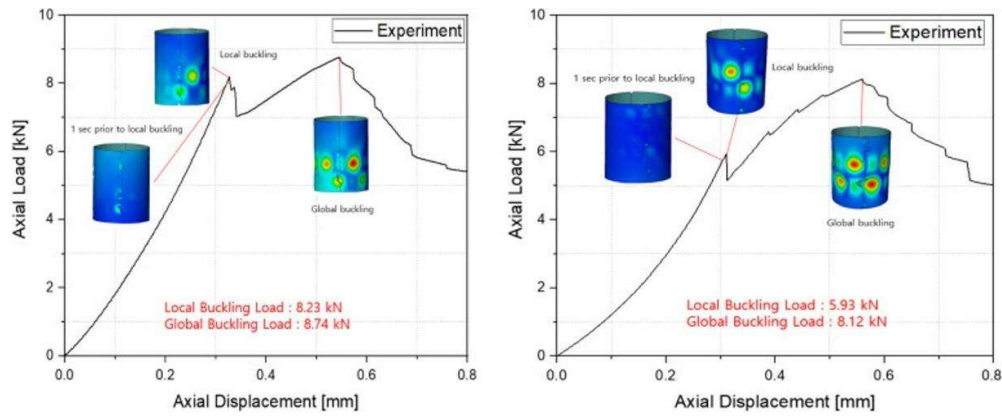 10
8
6
4
2
0
Axial Load [kN]
Experiment
Local buckling
1 sec prior to local buckling
Global buckling
Local Buckling Load : 8.23 kN
Global Buckling Load : 8.74 kN
0.0 0.2 0.4 0.6 0.8
Axial Displacement [mm]
10
8
6
4
2
0
Axial Load [kN]
Experiment
Local buckling
1 sec prior to local buckling
Global buckling
Local Buckling Load : 5.93 kN
Global Buckling Load : 8.12 kN
0.0 0.2 0.4 0.6 0.8
Axial Displacement [mm]